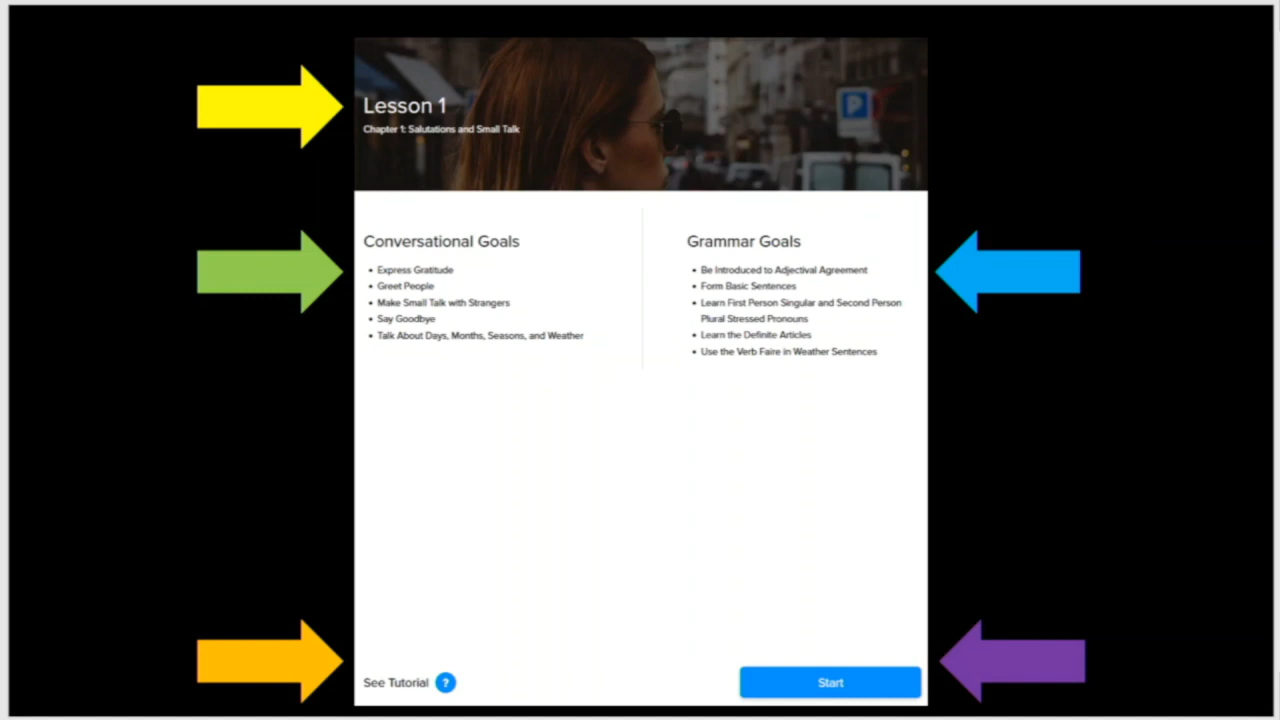 Lesson 1
Chapter 1: Salutations and Small Talk
P
Conversational Goals
• Express Gratitude
• Greet People
• Make Small Talk with Strangers
• Say Goodbye
• Talk About Days, Months, Seasons, and Weather
Grammar Goals
• Be Introduced to Adjectival Agreement
• Form Basic Sentences
• Learn First Person Singular and Second Person
Plural Stressed Pronouns
• Learn the Definite Articles
• Use the Verb Faire in Weather Sentences
See Tutorial ?
Start